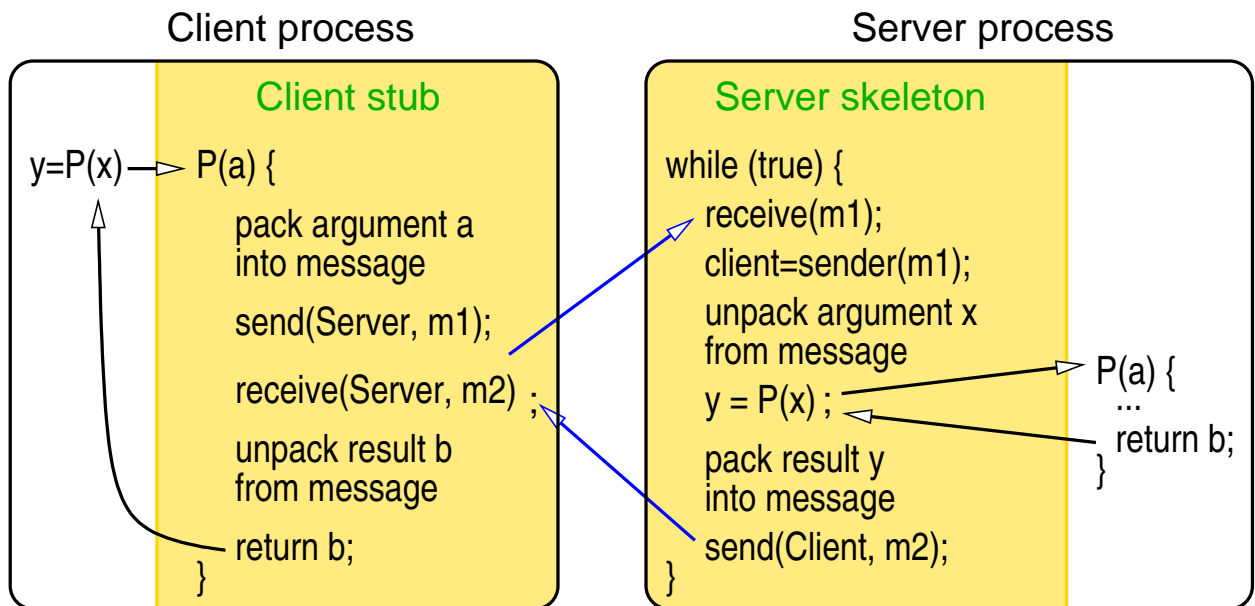 Client process
Client stub
y=P(x)
P(a) {
pack argument a
into message
send(Server, m1);
receive(Server, m2) ;
unpack result b
from message
return b;
}
Server process
Server skeleton
while (true) {
receive(m1);
client=sender(m1);
unpack argument x
from message
y = P(x) ;
pack result y
into message
send(Client, m2);
}
P(a) {
...
return b;
}